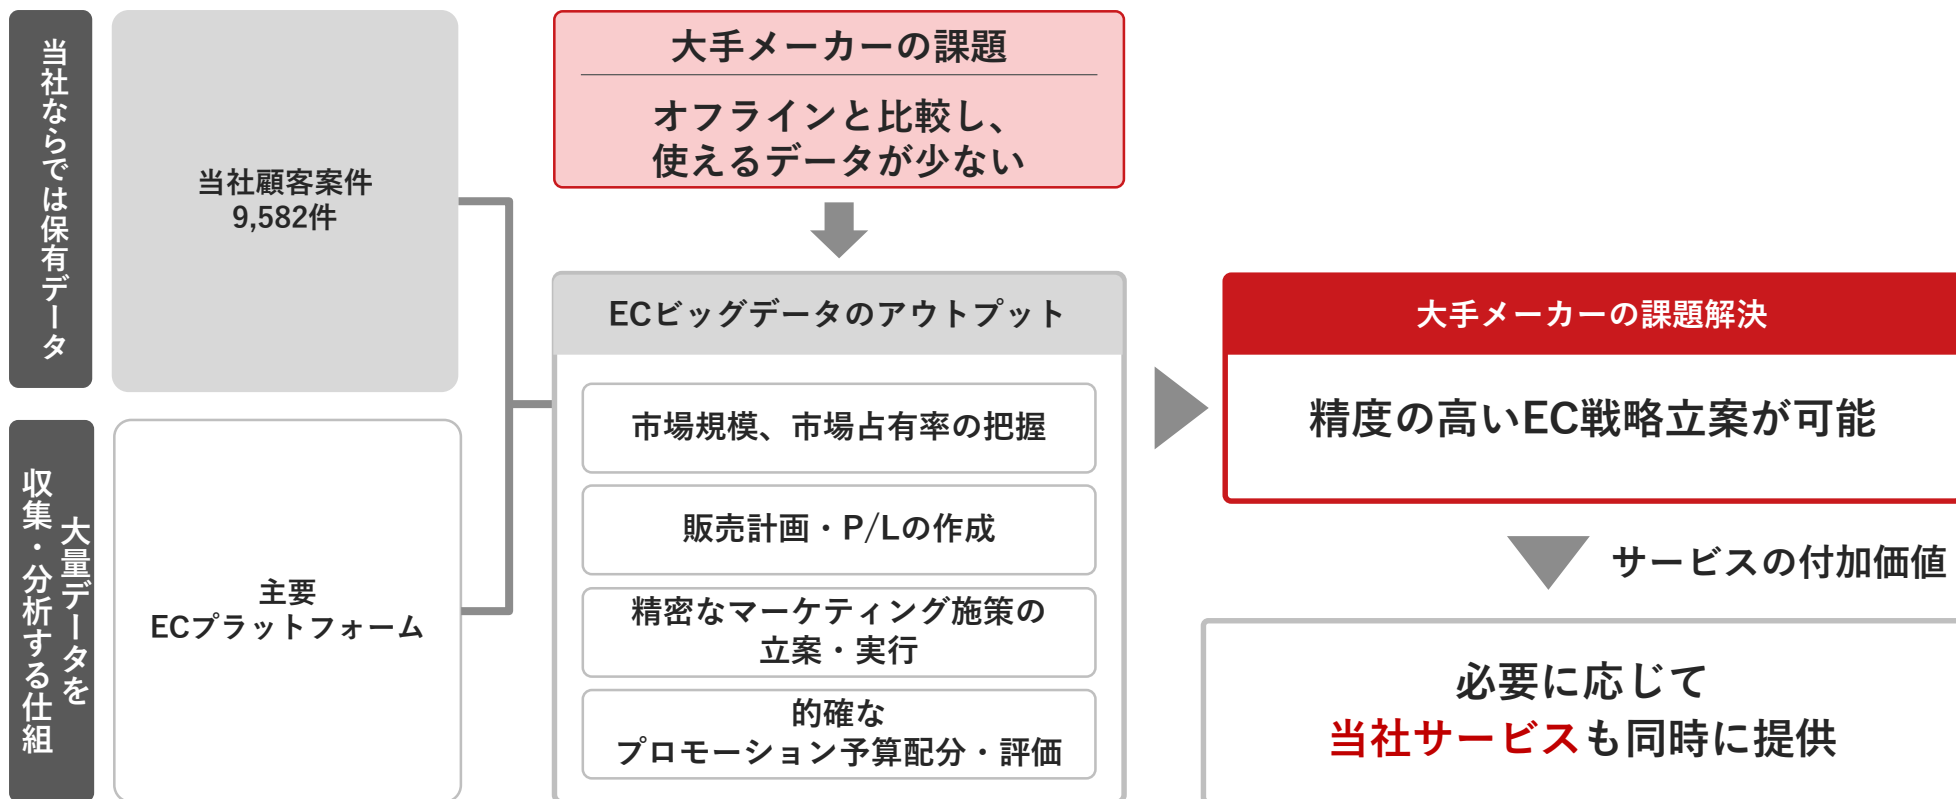 当社ならでは保有データ
当社顧客案件
9,582件
大量データを
収集・分析する仕組
主要
ECプラットフォーム
大手メーカーの課題
オフラインと比較し、
使えるデータが少ない
ECビッグデータのアウトプット
市場規模、市場占有率の把握
販売計画・P/Lの作成
精密なマーケティング施策の
立案・実行
的確な
プロモーション予算配分・評価
大手メーカーの課題解決
精度の高いEC戦略立案が可能
サービスの付加価値
必要に応じて
当社サービスも同時に提供